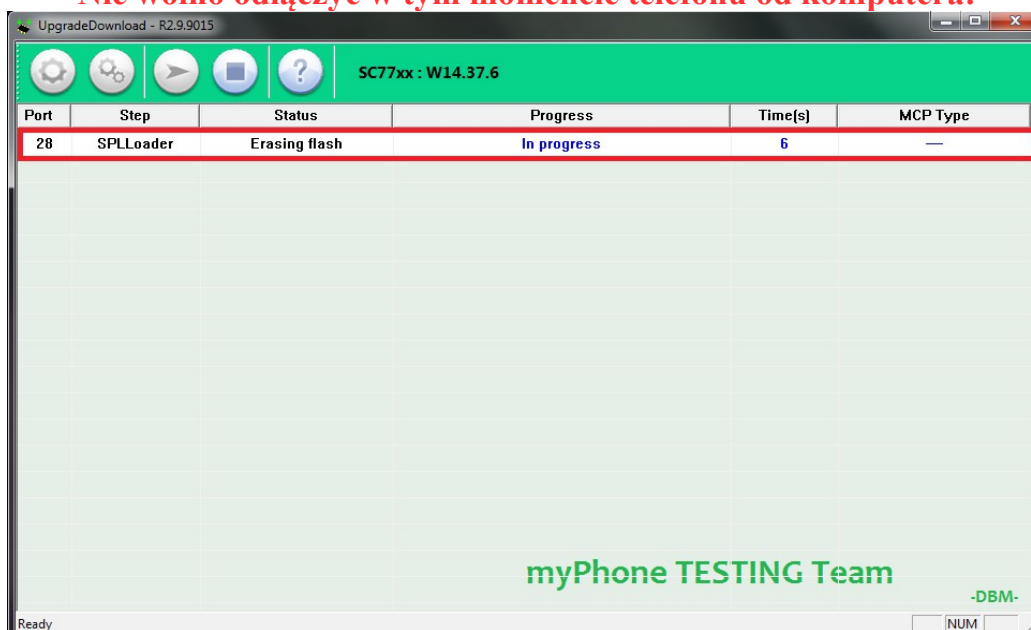 Nie wolno odłączyć w tym momencie telefonu od komputera!
UpgradeDownload - R2.9.9015
SC77xx : W14.37.6
Port Step Status Progress Time(s) MCP Type
28 SPLLoader Erasing flash In progress 6 —
myPhone TESTING Team
-DBM-
Ready NUM